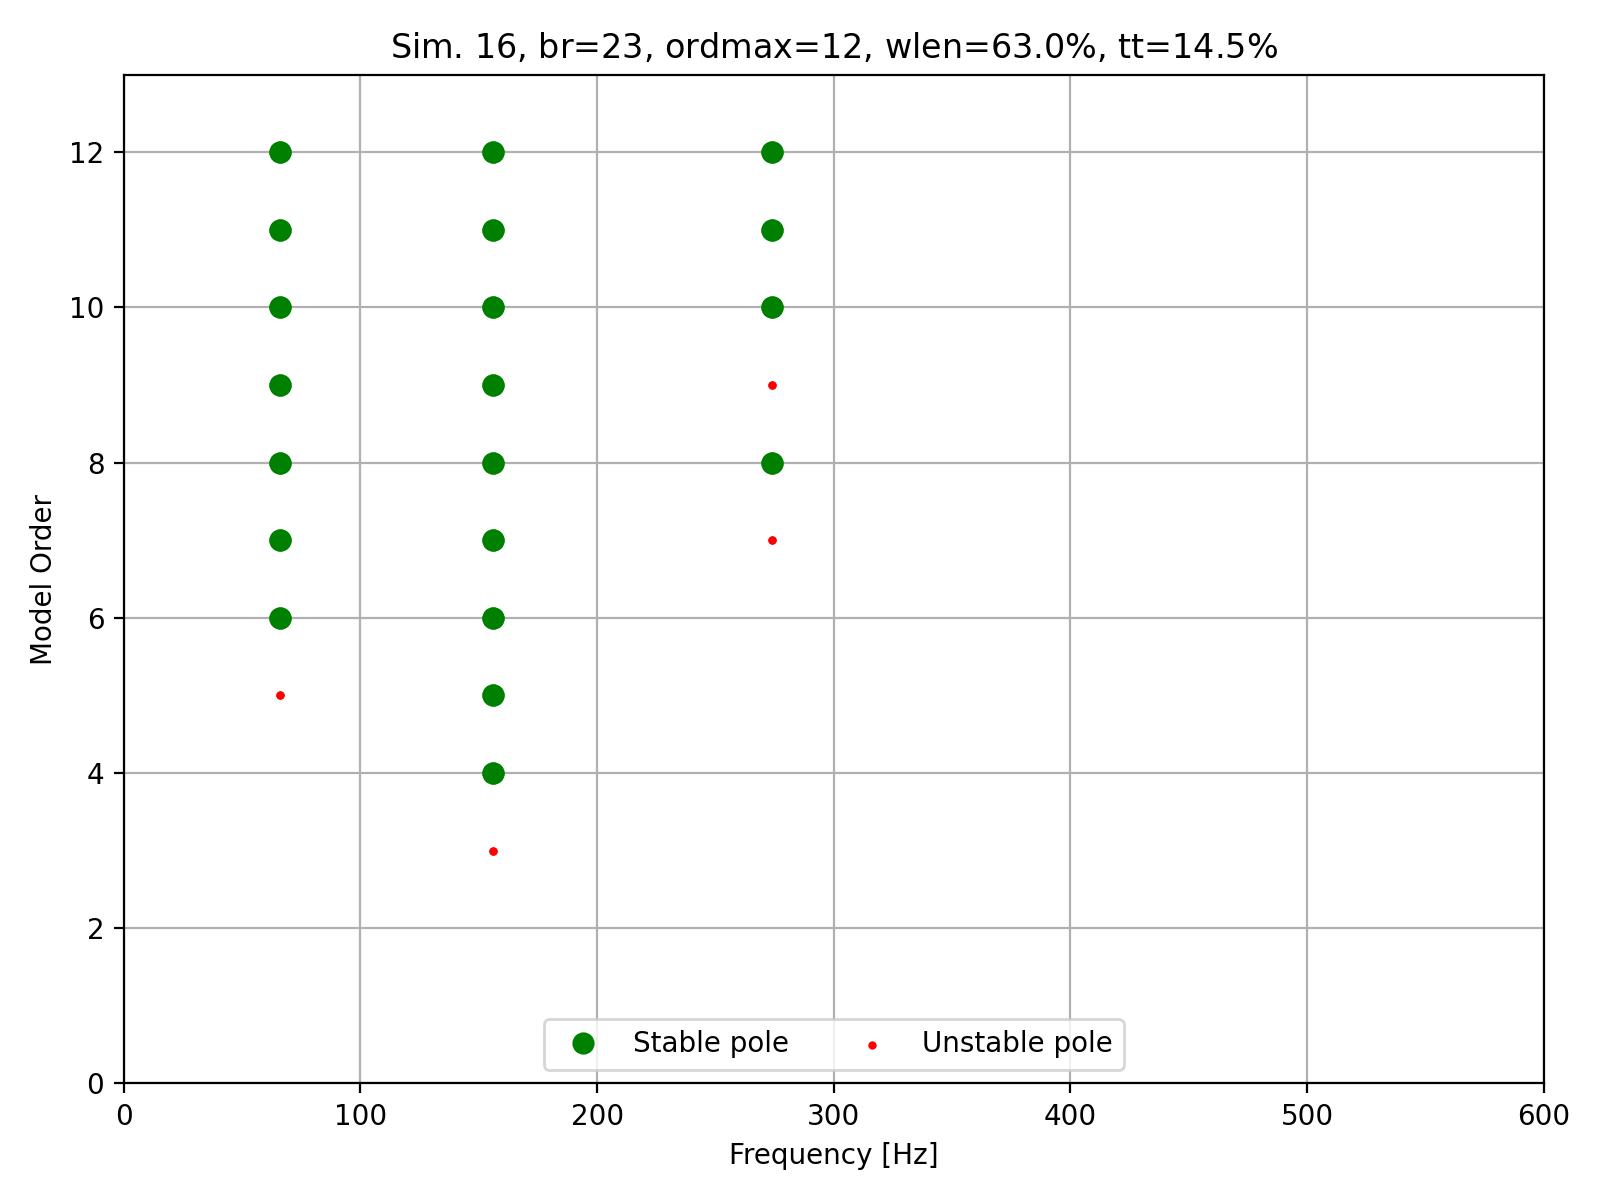 Sim. 16, br=23, ordmax=12, wlen=63.0%, tt=14.5%
12
10
8
6
4
2
0
Model Order
Stable pole
Unstable pole
0 100 200 300 400 500 600
Frequency [Hz]